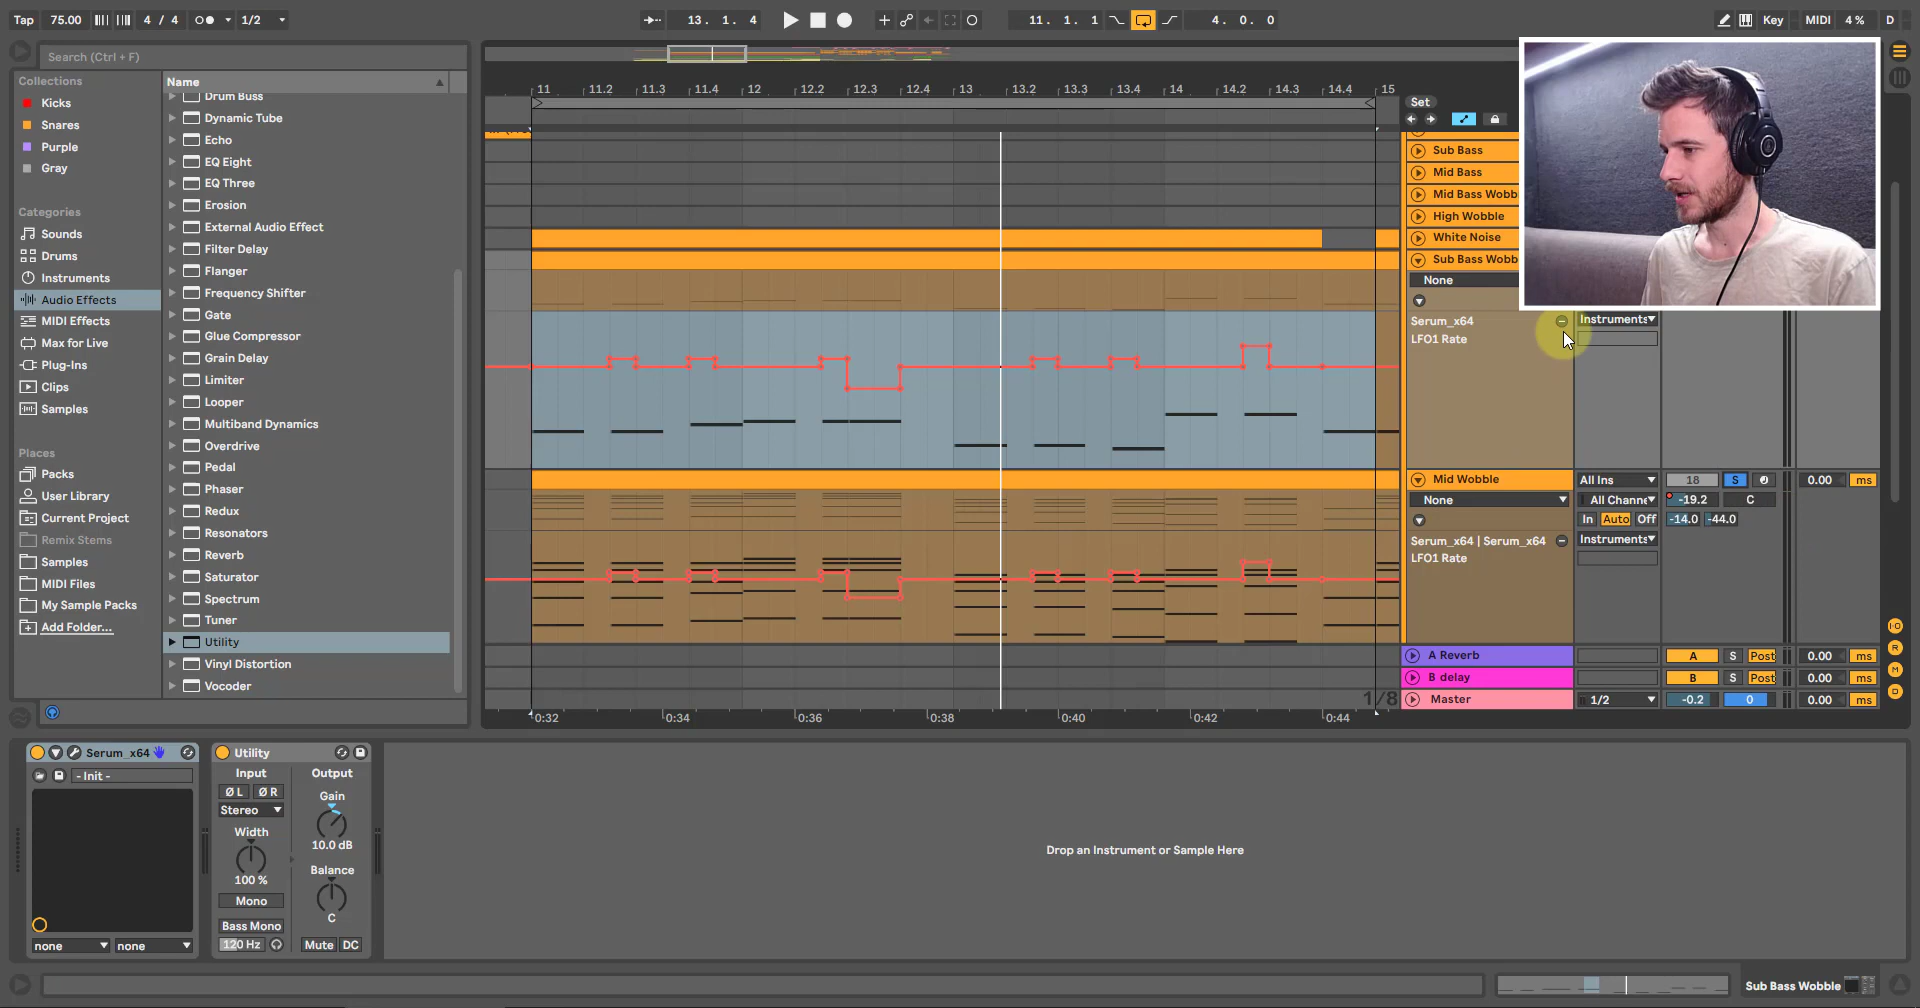 Tap 75.00 4 / 4 1/2 13. 1. 4 11. 1. 1 4. 0. 0 Key MIDI 4 % D
Search (Ctrl + F)
Collections
Kicks
Snares
Purple
Gray
Categories
Sounds
Drums
Instruments
Audio Effects
MIDI Effects
Max for Live
Plug-Ins
Clips
Samples
Places
Packs
User Library
Current Project
Remix Stems
Samples
MIDI Files
My Sample Packs
Add Folder...
Name
Drum Buss
Dynamic Tube
Echo
EQ Eight
EQ Three
Erosion
External Audio Effect
Filter Delay
Flanger
Frequency Shifter
Gate
Glue Compressor
Grain Delay
Limiter
Looper
Multiband Dynamics
Overdrive
Pedal
Phaser
Redux
Resonators
Reverb
Saturator
Spectrum
Tuner
Utility
Vinyl Distortion
Vocoder
11 11.2 11.3 11.4 12 12.2 12.3 12.4 13 13.2 13.3 13.4 14 14.2 14.3 14.4 15
Set
Sub Bass
Mid Bass
Mid Bass Wobb
High Wobble
White Noise
Sub Bass Wobb
None
Serum_x64 Instruments
LFO1 Rate
Mid Wobble All Ins 18 S 0.00 ms
None All Channe -19.2 C
In Auto Off -14.0 -44.0
Serum_x64 | Serum_x64 Instruments
LFO1 Rate
A Reverb A S Post 0.00 ms
B delay B S Post 0.00 ms
1/8 Master 1/2 -0.2 0 0.00 ms
0:32 0:34 0:36 0:38 0:40 0:42 0:44
I·O
R
M
D
Serum_x64
- Init -
none none
Utility
Input Output
Ø L Ø R
Stereo
Gain
10.0 dB
Width
100 %
Balance
C
Mono
Bass Mono
120 Hz Mute DC
Drop an Instrument or Sample Here
Sub Bass Wobble